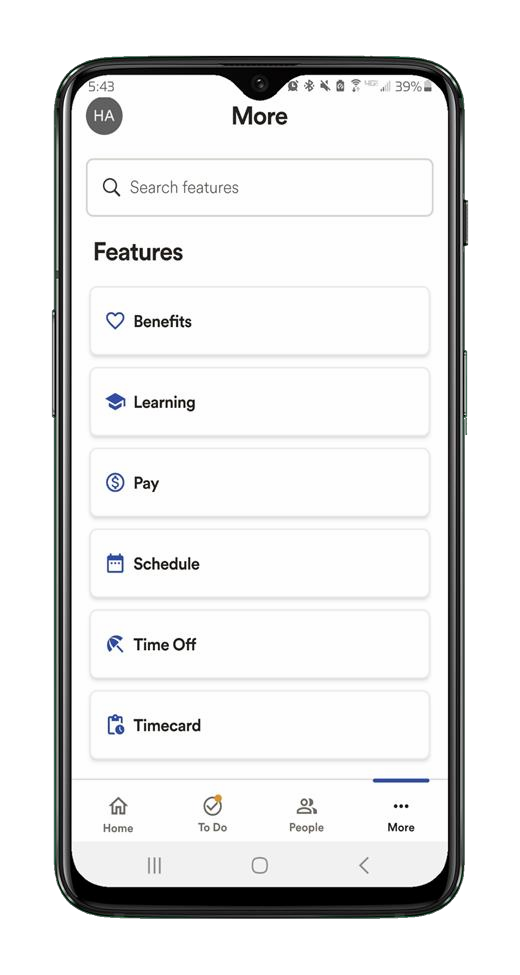 5:43
39%
HA
More
Search features
Features
Benefits
Learning
Pay
Schedule
Time Off
Timecard
Home
To Do
People
More